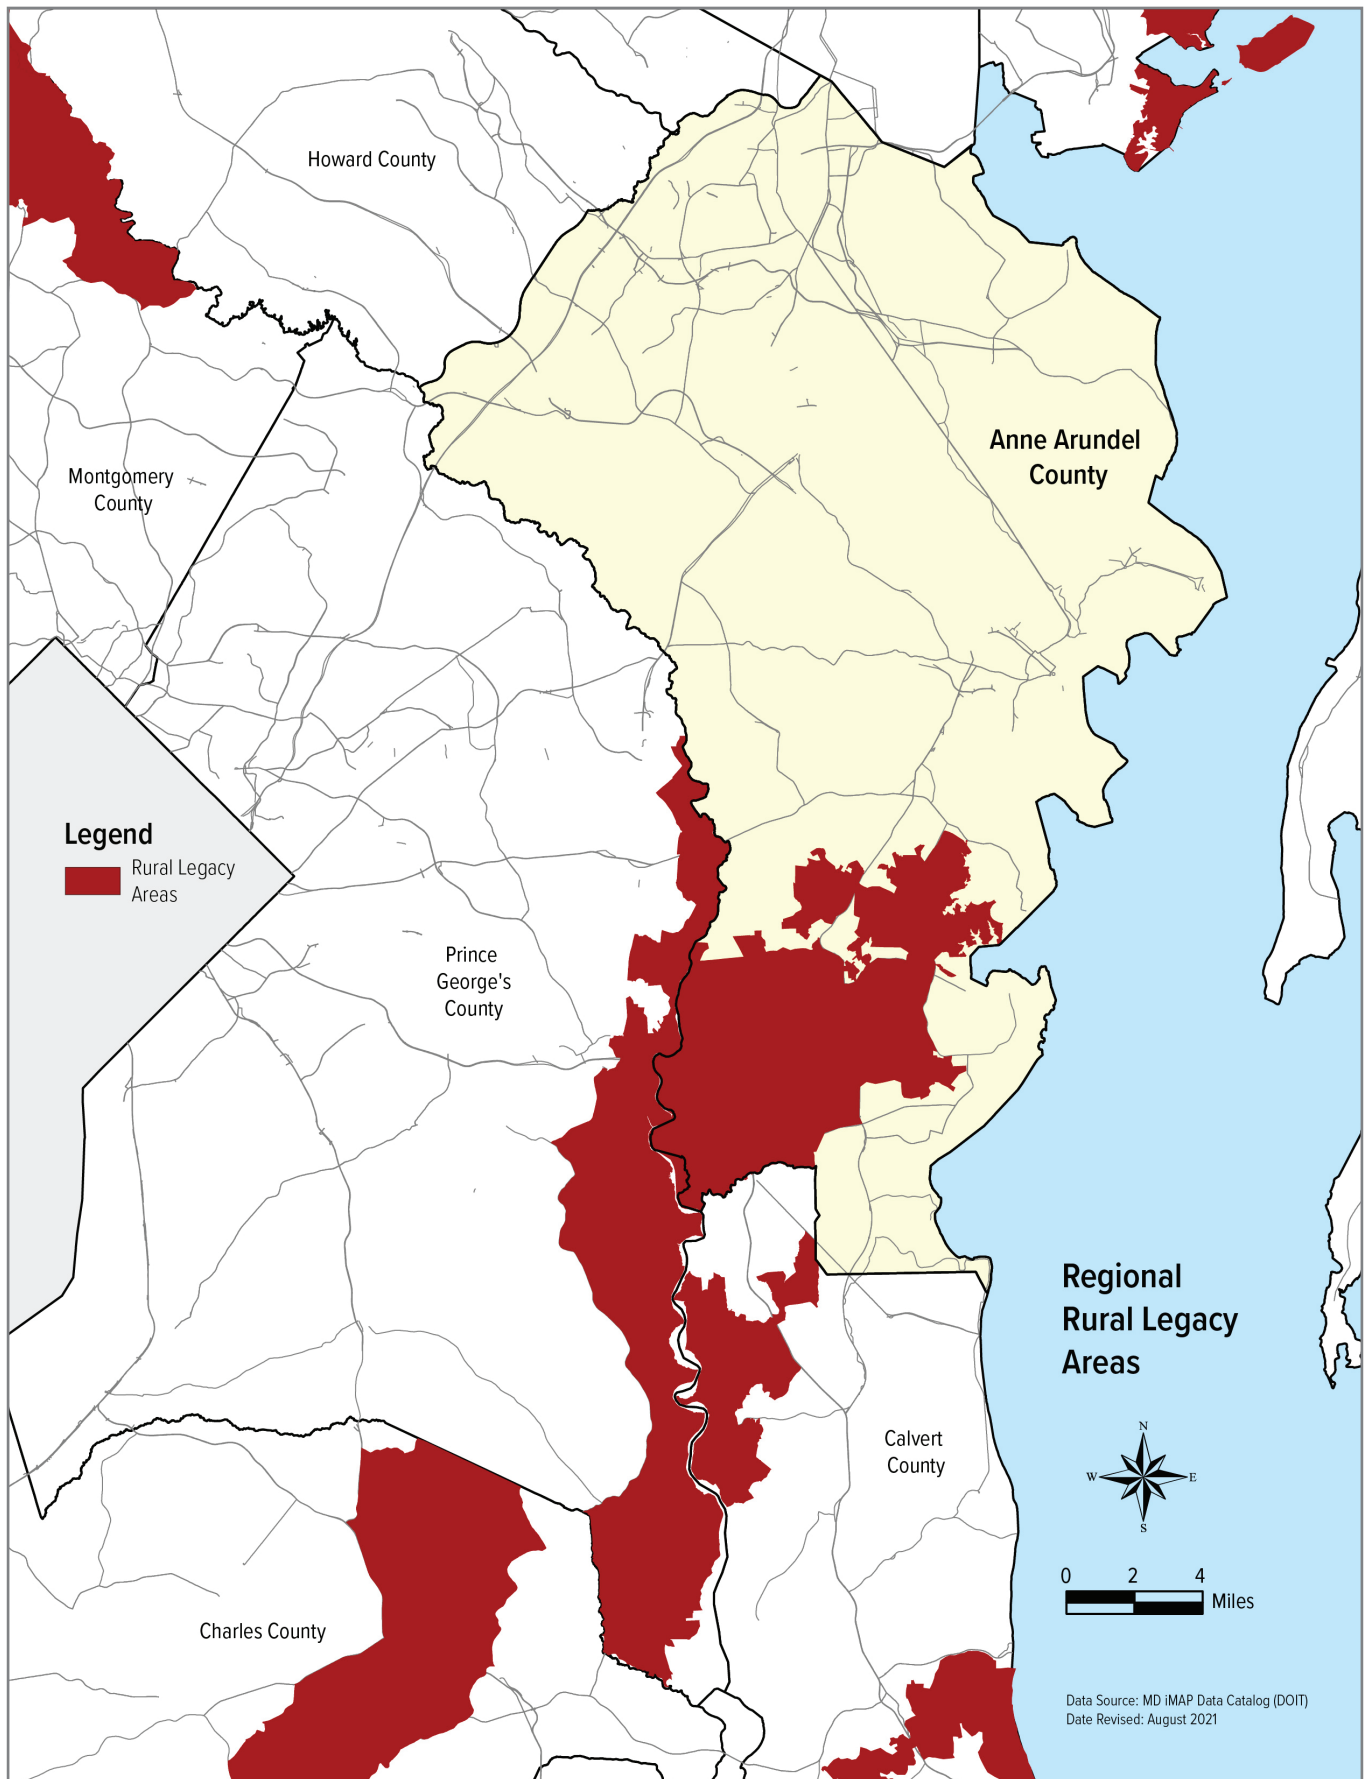 Howard County
Anne Arundel
County
Montgomery
County
Legend
Rural Legacy
Areas
Prince
George's
County
Regional
Rural Legacy
Areas
Calvert
County
N
W
E
S
0
2
4
Miles
Charles County
Data Source: MD iMAP Data Catalog (DOIT)
Date Revised: August 2021